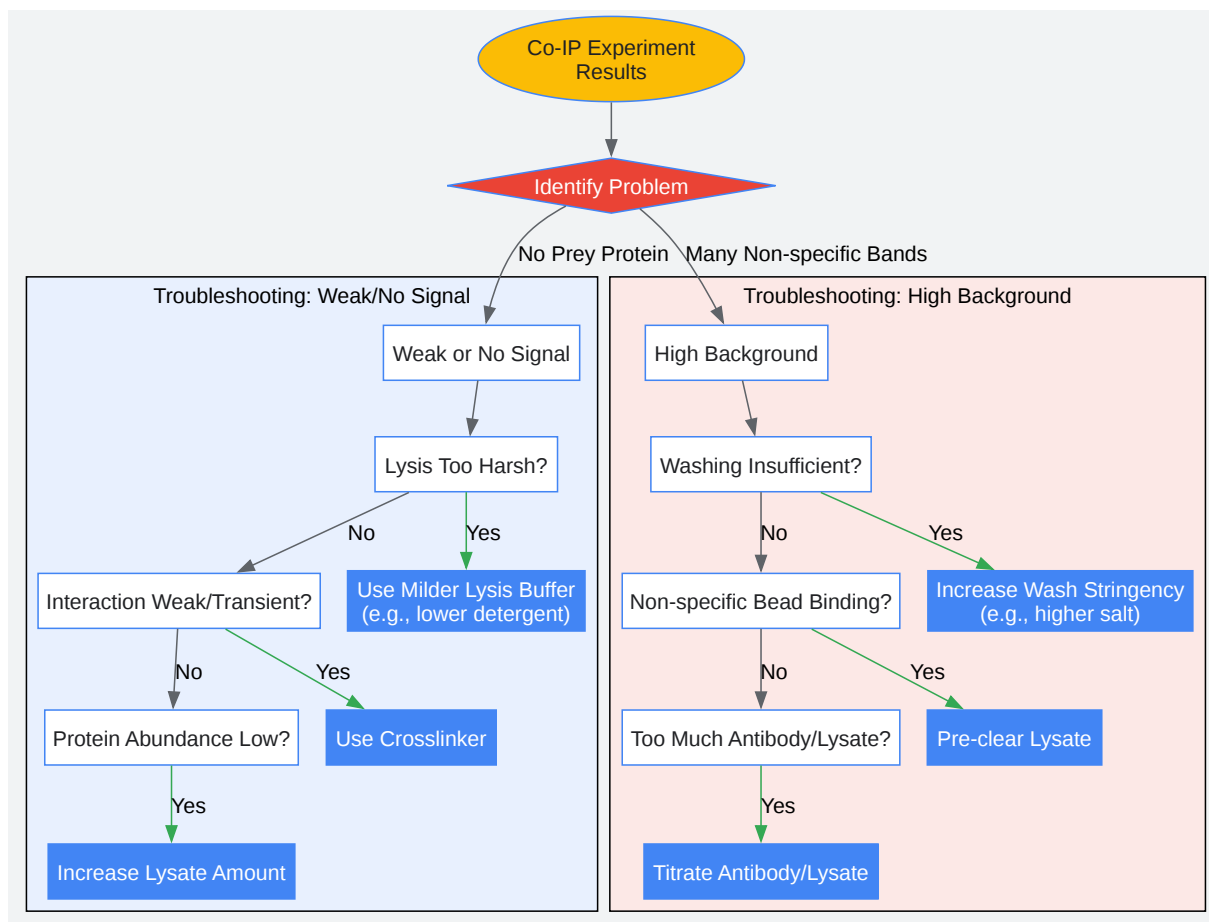 Co-IP Experiment
Results
Identify Problem
No Prey Protein
Many Non-specific Bands
Troubleshooting: Weak/No Signal
Weak or No Signal
Lysis Too Harsh?
No
Yes
Use Milder Lysis Buffer
(e.g., lower detergent)
Interaction Weak/Transient?
No
Yes
Use Crosslinker
Protein Abundance Low?
Yes
Increase Lysate Amount
Troubleshooting: High Background
High Background
Washing Insufficient?
No
Yes
Increase Wash Stringency
(e.g., higher salt)
Non-specific Bead Binding?
No
Yes
Pre-clear Lysate
Too Much Antibody/Lysate?
Yes
Titrate Antibody/Lysate